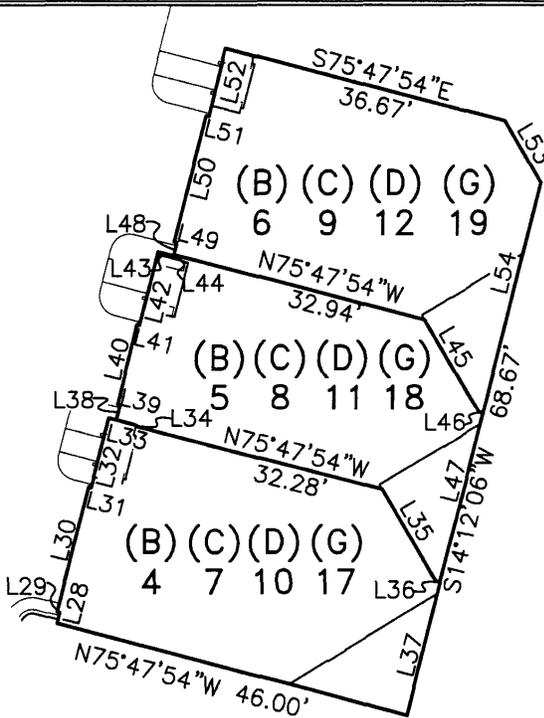 S75°47'54"E
36.67'
L52
L53
L51
L50
(B) (C) (D) (G)
6 9 12 19
L48
L49
L54
L43
L44
N75°47'54"W
32.94'
L42
L41
L40
L45
68.67'
(B) (C) (D) (G)
5 8 11 18
L38
L39
L34
L46
L33
N75°47'54"W
32.28'
L32
L31
L47
S14°12'06"W
L35
L30
(B) (C) (D) (G)
4 7 10 17
L29
L28
L36
L37
N75°47'54"W 46.00'